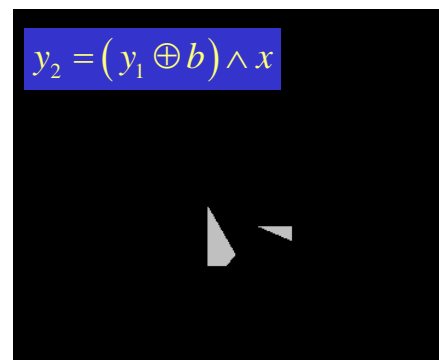 y₂ = (y₁ ⊕ b) ∧ x